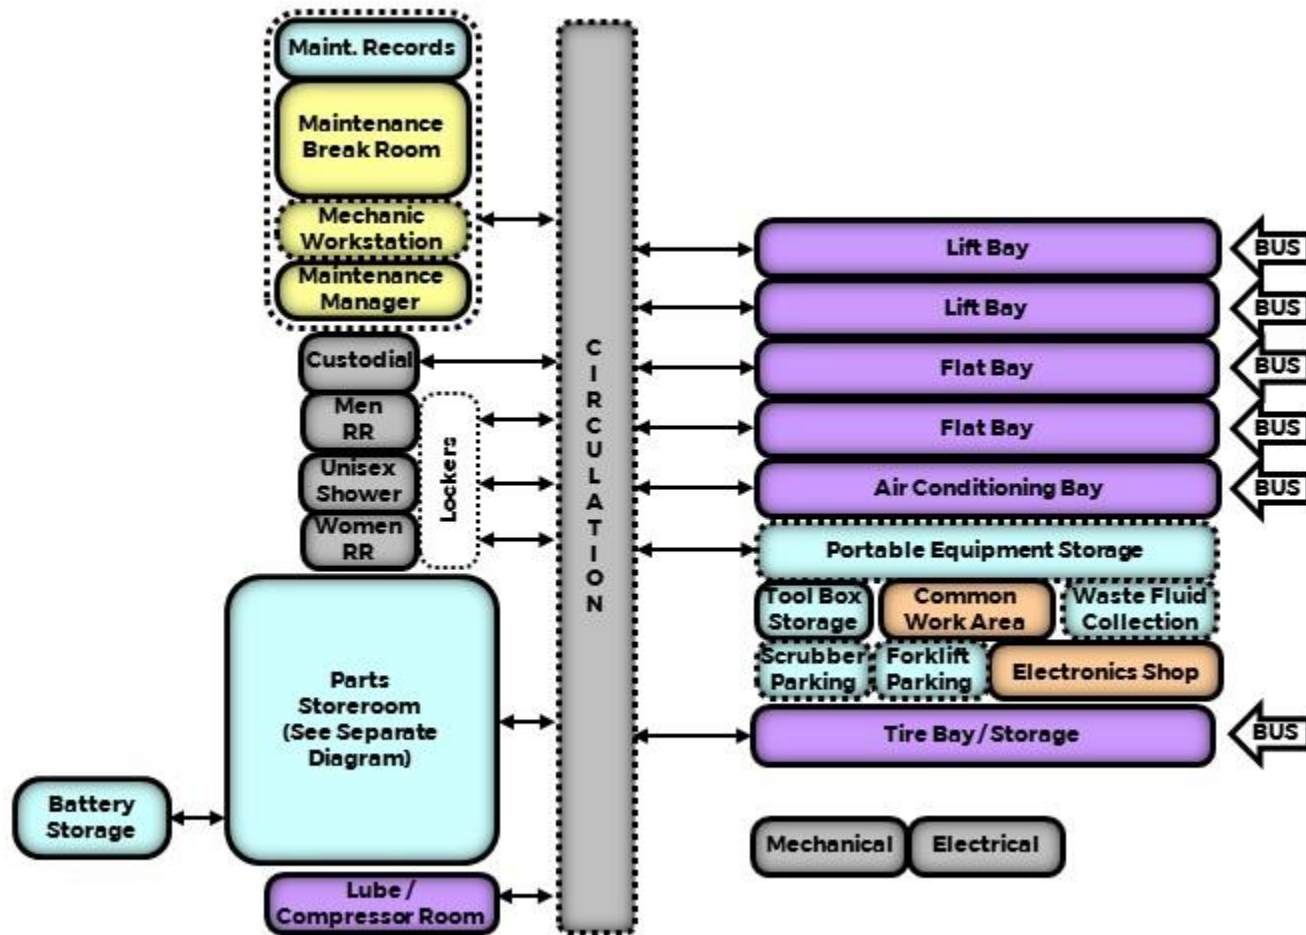 Maint. Records
Maintenance
Break Room
Mechanic
Workstation
Maintenance
Manager
Custodial
Men
RR
Unisex
Shower
Women
RR
Lockers
Parts
Storeroom
(See Separate
Diagram)
Battery
Storage
Lube /
Compressor Room
CIRCULATION
Lift Bay
BUS
Lift Bay
BUS
Flat Bay
BUS
Flat Bay
BUS
Air Conditioning Bay
BUS
Portable Equipment Storage
Tool Box
Storage
Common
Work Area
Waste Fluid
Collection
Scrubber
Parking
Forklift
Parking
Electronics Shop
Tire Bay / Storage
BUS
Mechanical
Electrical